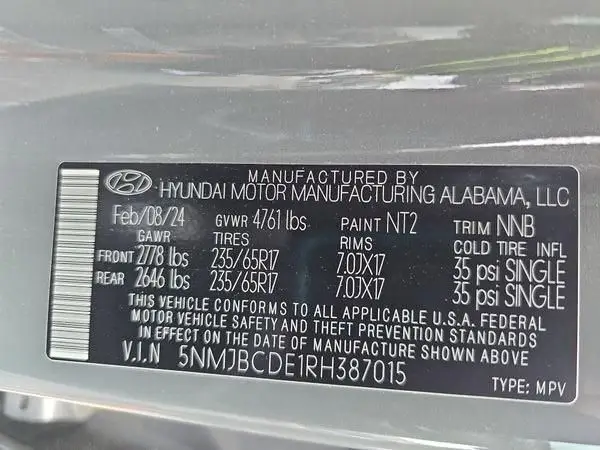 MANUFACTURED BY
HYUNDAI MOTOR MANUFACTURING ALABAMA, LLC
Feb/08/24 GVWR 4761 lbs PAINT NT2 TRIM NNB
GAWR TIRES RIMS COLD TIRE INFL
FRONT 2778 lbs 235/65R17 7.0JX17 35 psi SINGLE
REAR 2646 lbs 235/65R17 7.0JX17 35 psi SINGLE
THIS VEHICLE CONFORMS TO ALL APPLICABLE U.S.A. FEDERAL
MOTOR VEHICLE SAFETY AND THEFT PREVENTION STANDARDS
IN EFFECT ON THE DATE OF MANUFACTURE SHOWN ABOVE
V.I.N 5NMJBCDE1RH387015
TYPE: MPV